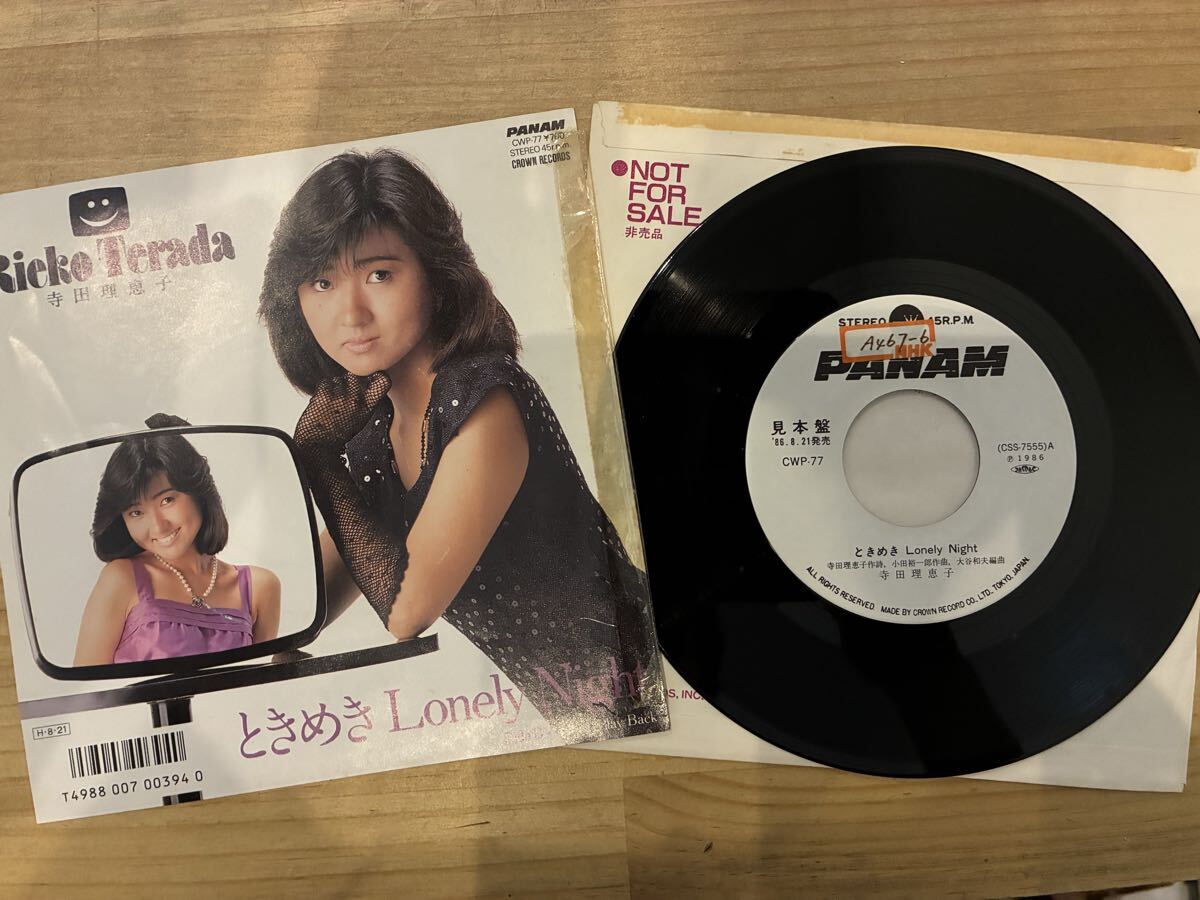 PANAM
CWP-77 ¥700
STEREO 45r.p.m.
CROWN RECORDS
Rieko Terada
寺田理恵子
ときめき Lonely Night
Back
H・8・21
T4988 007 00394 0
NOT
FOR
SALE
非売品
STEREO 45R.P.M.
A467-6
NHK
PANAM
見本盤
'86.8.21発売
CWP-77
(CSS-7555)A
Ⓟ1986
ときめき Lonely Night
寺田理恵子作詩、小田裕一郎作曲、大谷和夫編曲
寺田理恵子
ALL RIGHTS RESERVED. MADE BY CROWN RECORD CO., LTD., TOKYO, JAPAN.
INC.